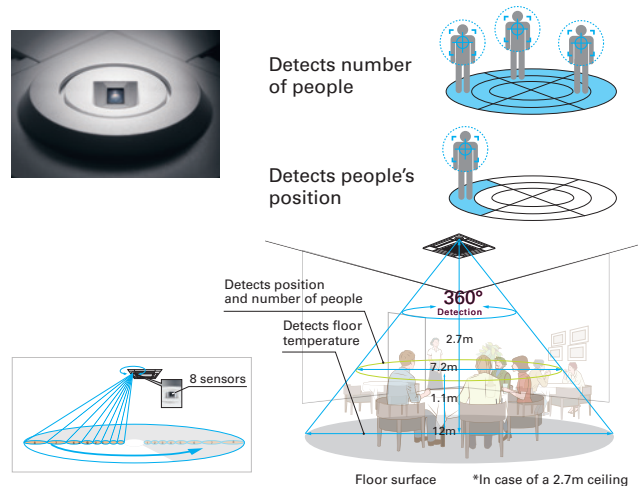 Detects number
of people
Detects people's
position
Detects position
and number of people
360°
Detection
Detects floor
temperature
2.7m
7.2m
8 sensors
1.1m
12m
Floor surface
*In case of a 2.7m ceiling